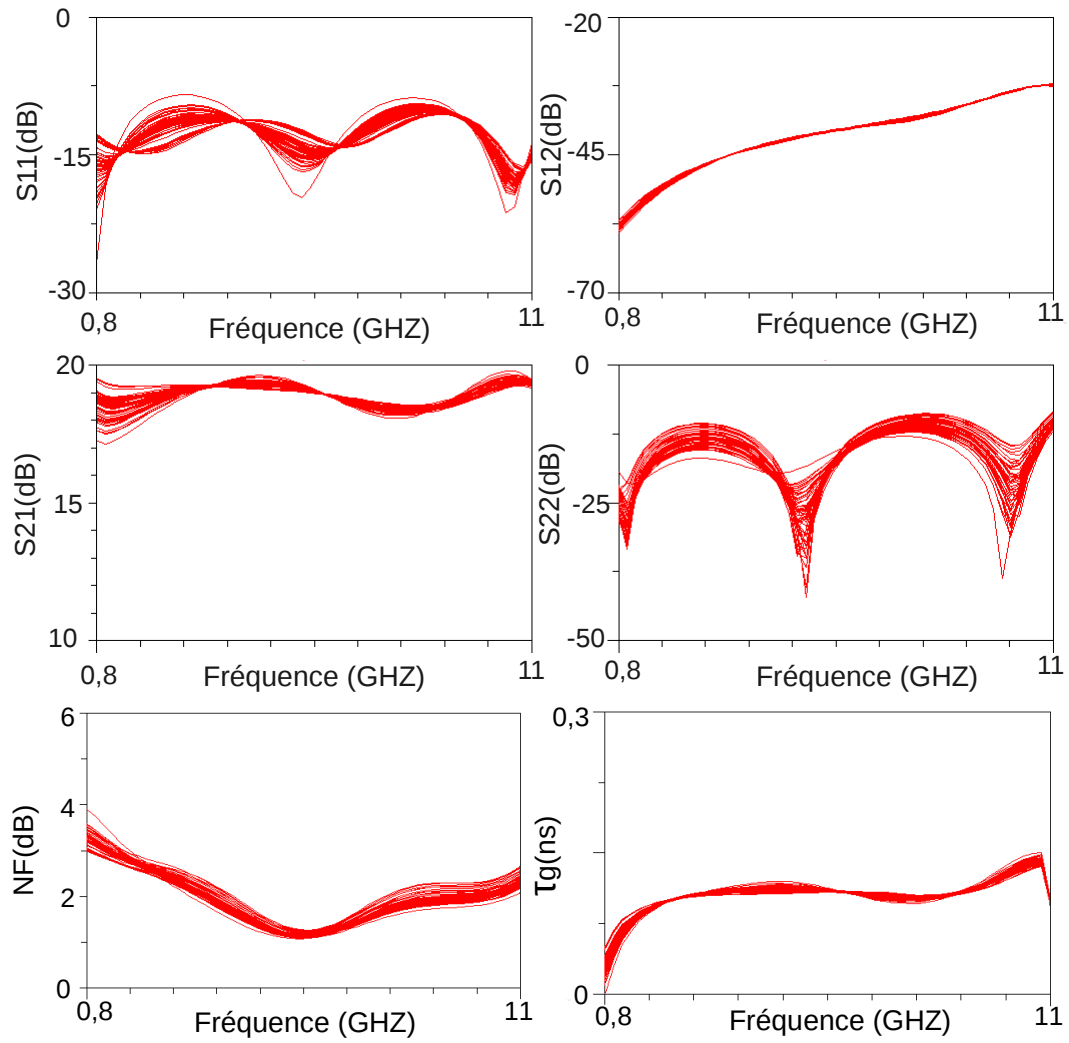 0
-15
-30
S11(dB)
0,8
11
Fréquence (GHZ)
-20
-45
-70
S12(dB)
0,8
11
Fréquence (GHZ)
20
15
10
S21(dB)
0,8
11
Fréquence (GHZ)
0
-25
-50
S22(dB)
0,8
11
Fréquence (GHZ)
6
4
2
0
NF(dB)
0,8
11
Fréquence (GHZ)
0,3
0
τg(ns)
0,8
11
Fréquence (GHZ)